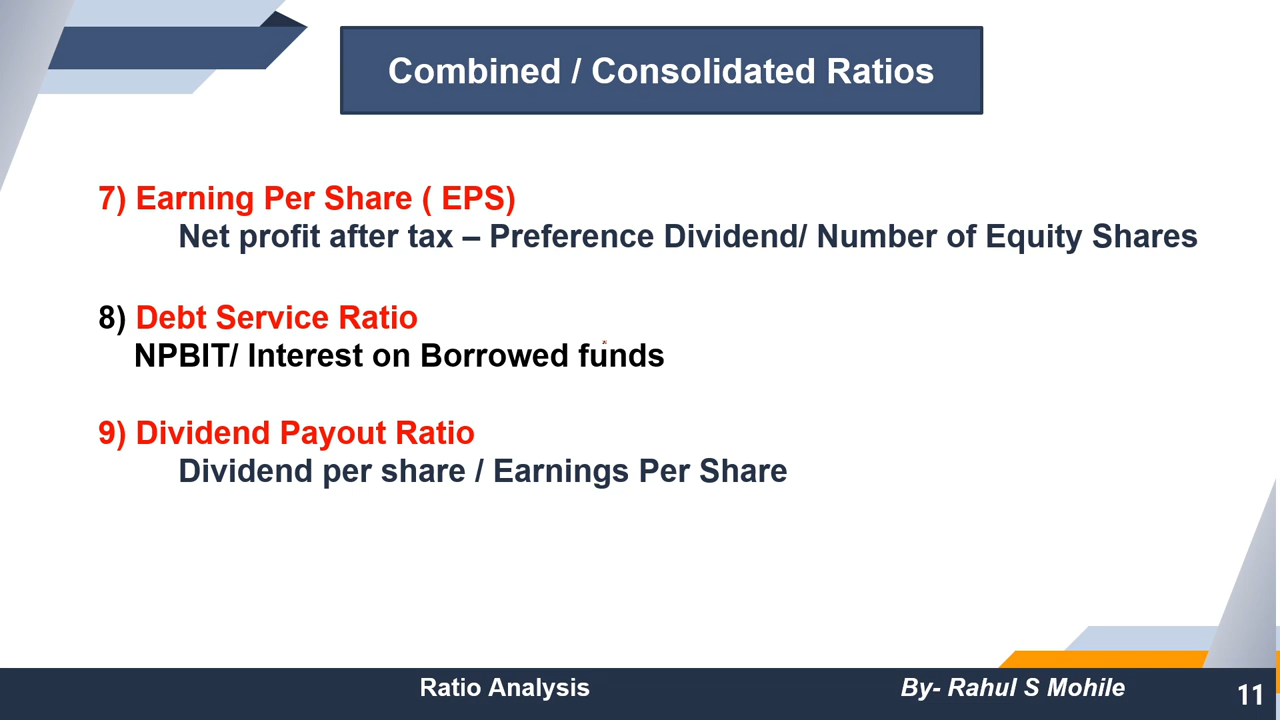 Combined / Consolidated Ratios
7) Earning Per Share ( EPS)
Net profit after tax – Preference Dividend/ Number of Equity Shares
8) Debt Service Ratio
NPBIT/ Interest on Borrowed funds
9) Dividend Payout Ratio
Dividend per share / Earnings Per Share
Ratio Analysis
By- Rahul S Mohile
11